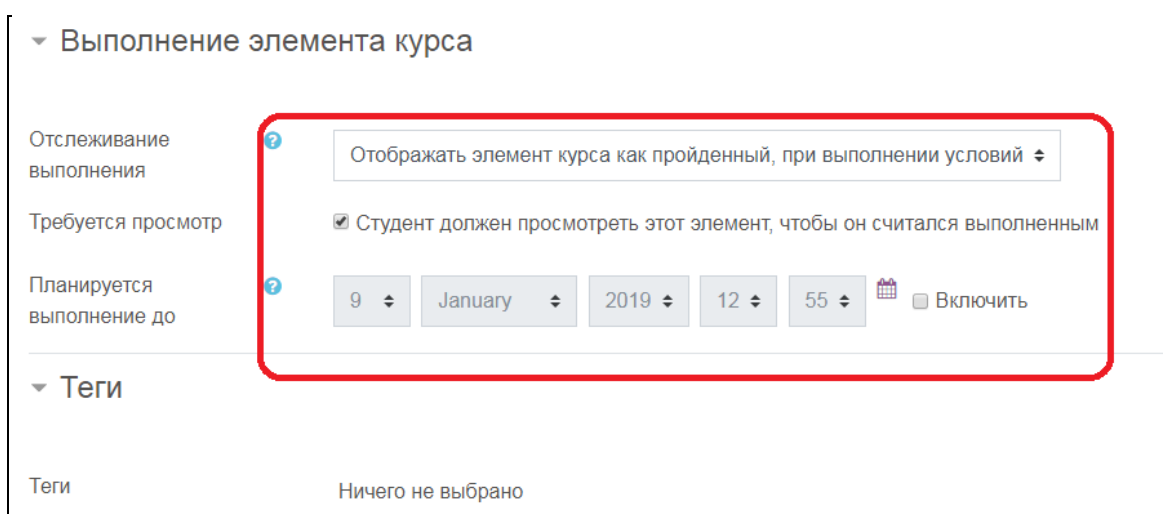 Выполнение элемента курса
Отслеживание
выполнения
Отображать элемент курса как пройденный, при выполнении условий
Требуется просмотр
Студент должен просмотреть этот элемент, чтобы он считался выполненным
Планируется
выполнение до
9 January 2019 12 55 Включить
Теги
Теги
Ничего не выбрано